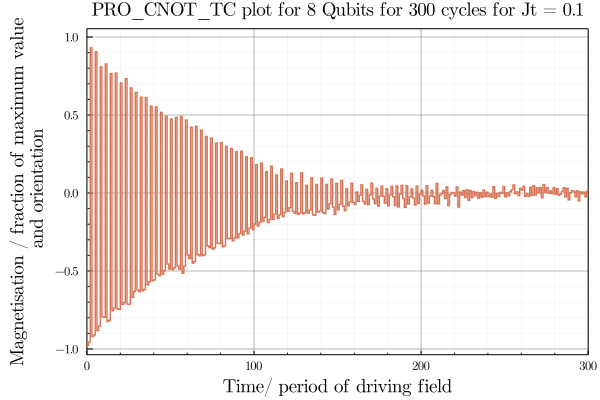 PRO_CNOT_TC plot for 8 Qubits for 300 cycles for Jt = 0.1
Magnetisation / fraction of maximum value
and orientation
1.0
0.5
0.0
−0.5
−1.0
0 100 200 300
Time/ period of driving field